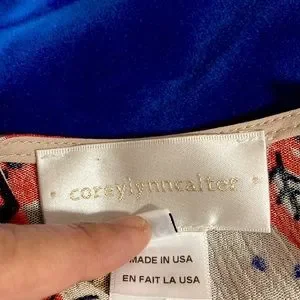 coreylynncalter
MADE IN USA
EN FAIT LA USA